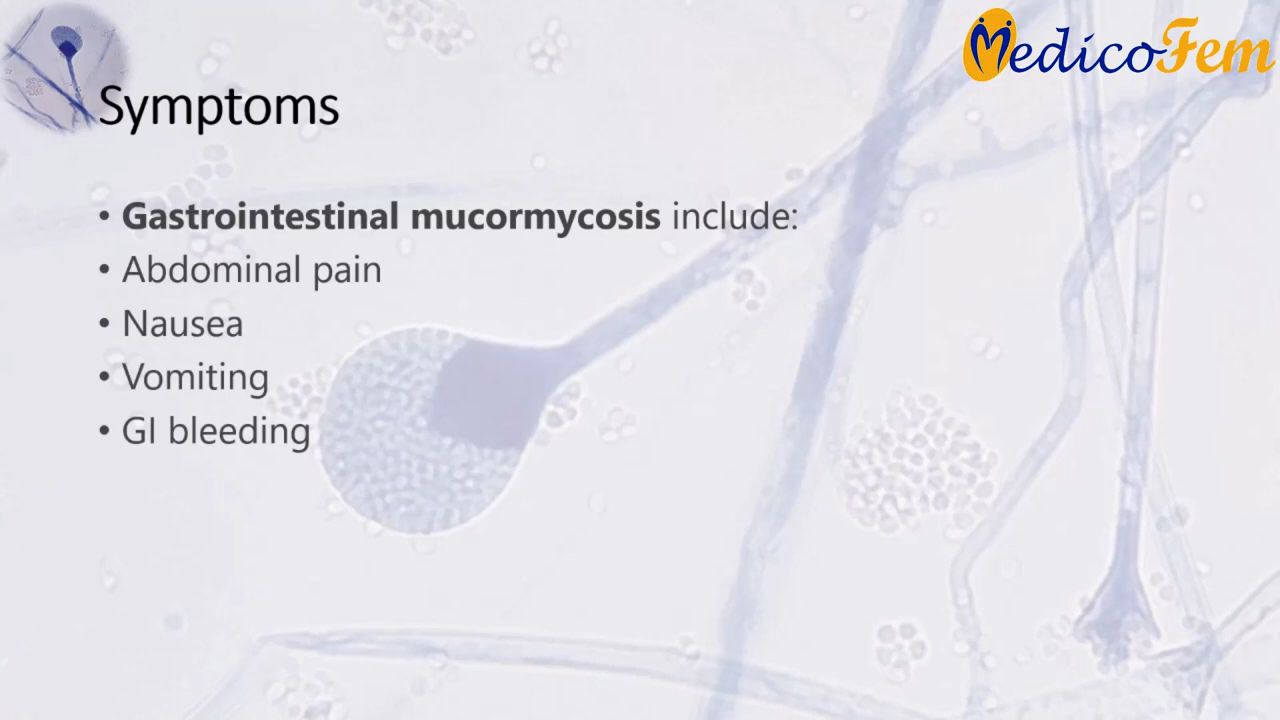 MedicoFem
Symptoms
• Gastrointestinal mucormycosis include:
• Abdominal pain
• Nausea
• Vomiting
• GI bleeding